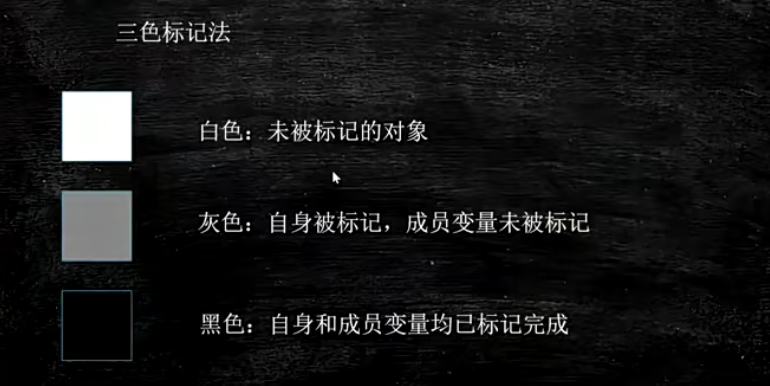 三色标记法
白色：未被标记的对象
灰色：自身被标记，成员变量未被标记
黑色：自身和成员变量均已标记完成